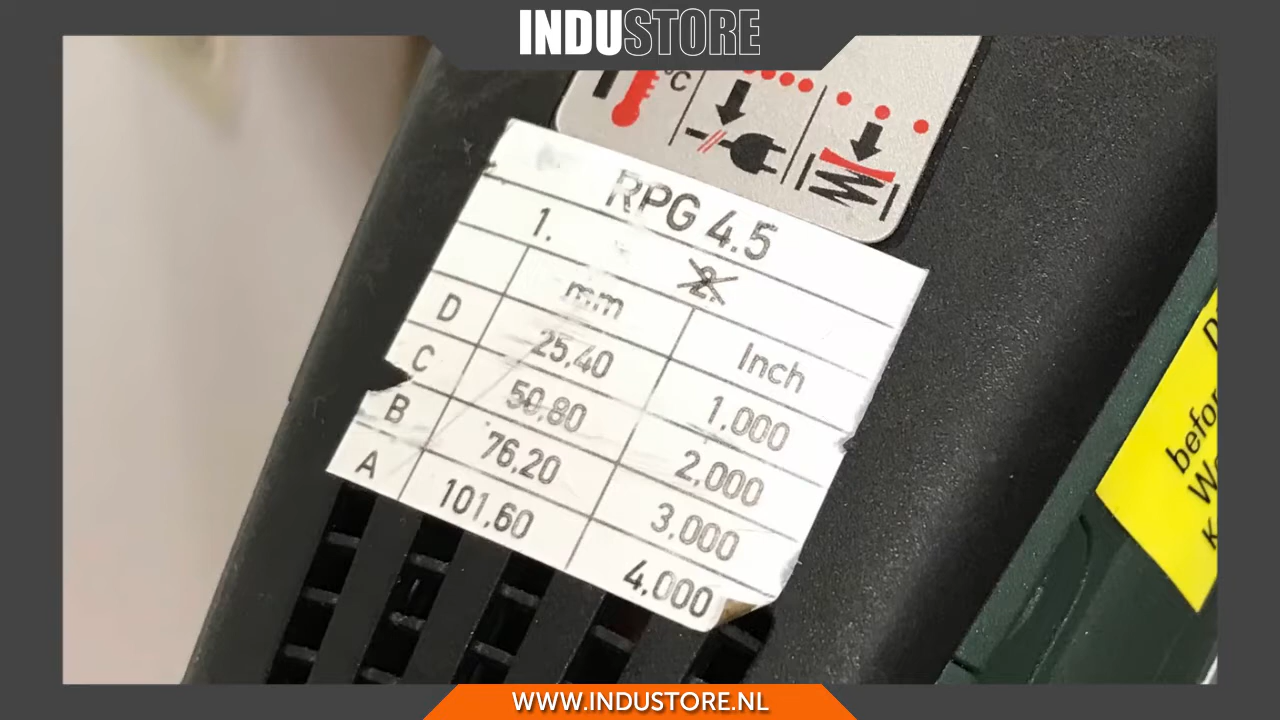 INDUSTORE
°C
RPG 4.5
1. 2.
mm Inch
D 25,40 1,000
C 50,80 2,000
B 76,20 3,000
A 101,60 4,000
WWW.INDUSTORE.NL